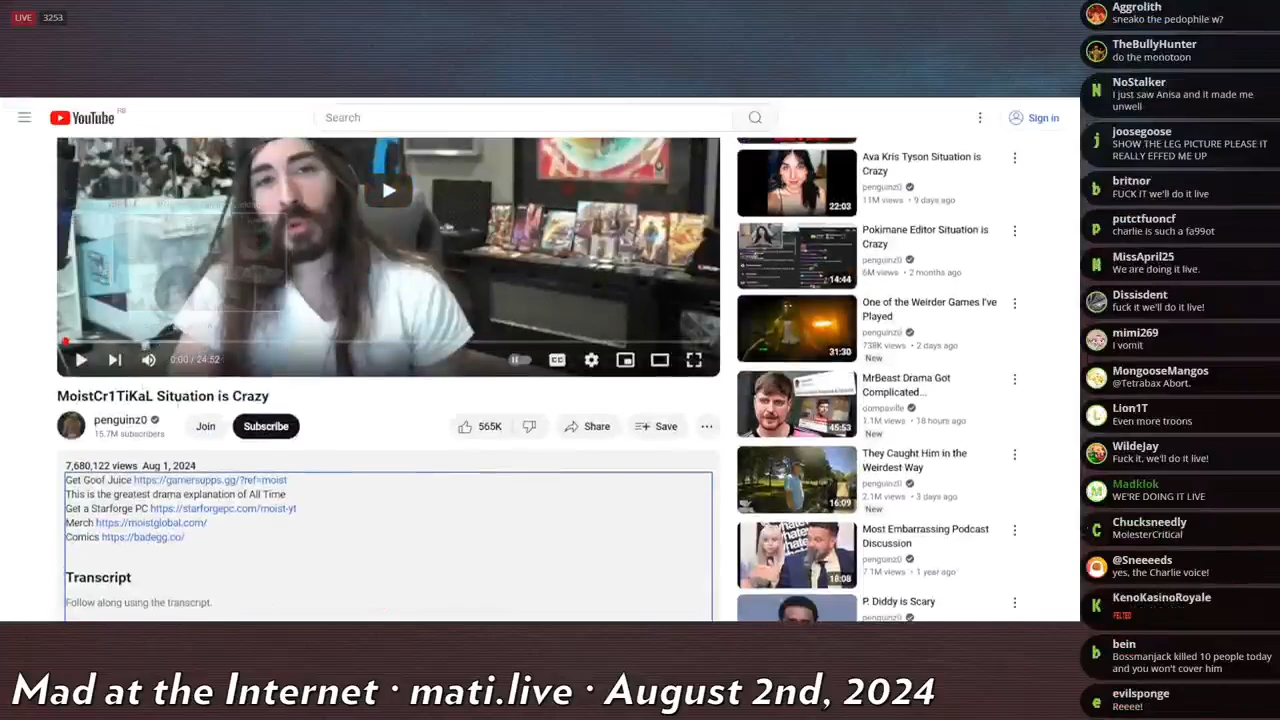 LIVE 3253
YouTube
Search
Sign in
0:00 / 24:52
MoistCr1TiKaL Situation is Crazy
penguinz0
15.7M subscribers
Join
Subscribe
565K
Share
Save
7,680,122 views Aug 1, 2024
Get Goof Juice https://gamersupps.gg/?ref=moist
This is the greatest drama explanation of All Time
Get a Starforge PC https://starforgepc.com/moist-yt
Merch https://moistglobal.com/
Comics https://badegg.co/
Transcript
Follow along using the transcript.
Ava Kris Tyson Situation is
Crazy
penguinz0
11M views • 9 days ago
22:03
Pokimane Editor Situation is
Crazy
penguinz0
6M views • 2 months ago
14:44
One of the Weirder Games I've
Played
penguinz0
738K views • 2 days ago
New
31:30
MrBeast Drama Got
Complicated...
oompaville
1.1M views • 18 hours ago
New
45:53
They Caught Him in the
Weirdest Way
penguinz0
2.1M views • 3 days ago
New
16:09
Most Embarrassing Podcast
Discussion
penguinz0
7.1M views • 1 year ago
18:08
P. Diddy is Scary
penguinz0
Aggrolith
sneako the pedophile w?
TheBullyHunter
do the monotoon
NoStalker
I just saw Anisa and it made me
unwell
joosegoose
SHOW THE LEG PICTURE PLEASE IT
REALLY EFFED ME UP
britnor
FUCK IT we'll do it live
putctfuoncf
charlie is such a fa99ot
MissApril25
We are doing it live.
Dissisdent
fuck it we'll do it live!
mimi269
I vomit
MongooseMangos
@Tetrabax Abort.
Lion1T
Even more troons
WildeJay
Fuck it, we'll do it live!
Madklok
WE'RE DOING IT LIVE
Chucksneedly
MolesterCritical
@Sneeeeds
yes, the Charlie voice!
KenoKasinoRoyale
FELTED
bein
Bossmanjack killed 10 people today
and you won't cover him
evilsponge
Reeee!
Mad at the Internet · mati.live · August 2nd, 2024